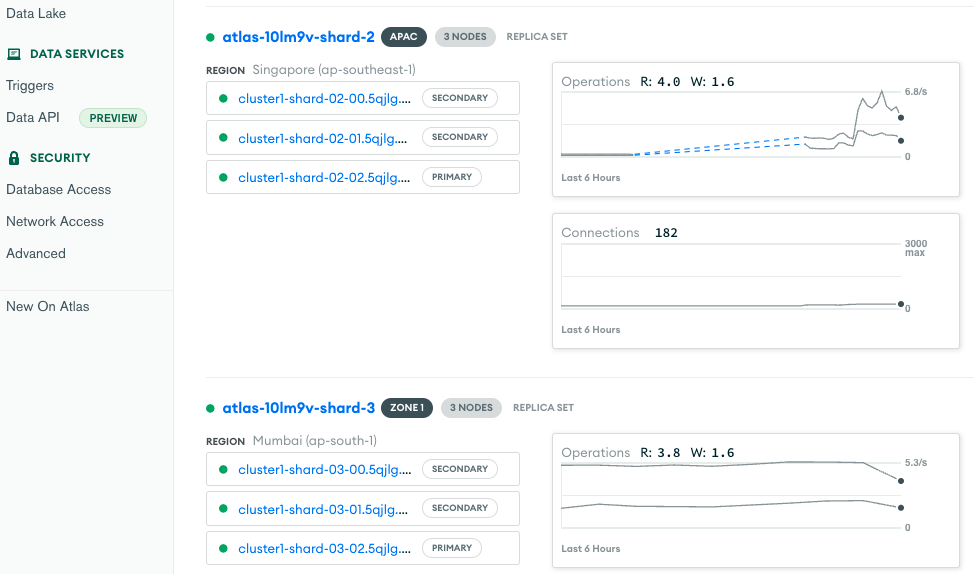 Data Lake
DATA SERVICES
Triggers
Data API PREVIEW
SECURITY
Database Access
Network Access
Advanced
New On Atlas
atlas-10lm9v-shard-2 APAC 3 NODES REPLICA SET
REGION Singapore (ap-southeast-1)
cluster1-shard-02-00.5qjlg.... SECONDARY
cluster1-shard-02-01.5qjlg.... SECONDARY
cluster1-shard-02-02.5qjlg.... PRIMARY
Operations R: 4.0 W: 1.6
6.8/s
0
Last 6 Hours
Connections 182
3000
max
0
Last 6 Hours
atlas-10lm9v-shard-3 ZONE 1 3 NODES REPLICA SET
REGION Mumbai (ap-south-1)
cluster1-shard-03-00.5qjlg.... SECONDARY
cluster1-shard-03-01.5qjlg.... SECONDARY
cluster1-shard-03-02.5qjlg.... PRIMARY
Operations R: 3.8 W: 1.6
5.3/s
0
Last 6 Hours